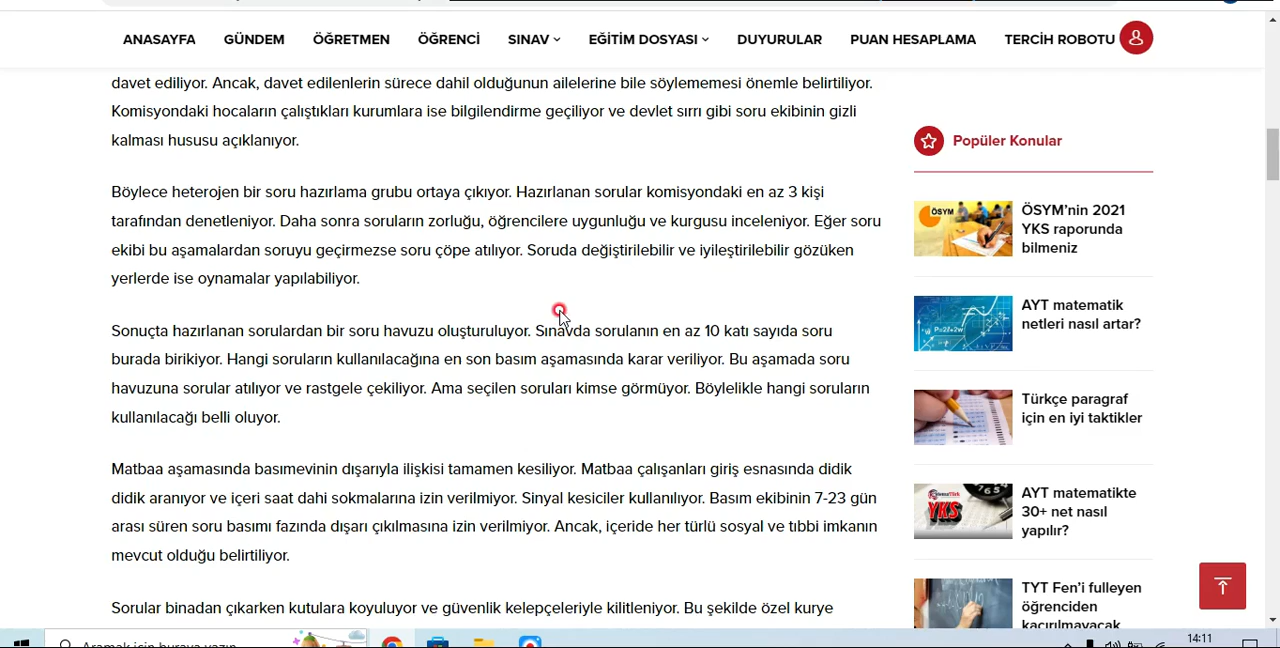 ANASAYFA GÜNDEM ÖĞRETMEN ÖĞRENCİ SINAV EĞİTİM DOSYASI DUYURULAR PUAN HESAPLAMA TERCİH ROBOTU
davet ediliyor. Ancak, davet edilenlerin sürece dahil olduğunun ailelerine bile söylememesi önemle belirtiliyor.
Komisyondaki hocaların çalıştıkları kurumlara ise bilgilendirme geçiliyor ve devlet sırrı gibi soru ekibinin gizli
kalması hususu açıklanıyor.
Böylece heterojen bir soru hazırlama grubu ortaya çıkıyor. Hazırlanan sorular komisyondaki en az 3 kişi
tarafından denetleniyor. Daha sonra soruların zorluğu, öğrencilere uygunluğu ve kurgusu inceleniyor. Eğer soru
ekibi bu aşamalardan soruyu geçirmezse soru çöpe atılıyor. Soruda değiştirilebilir ve iyileştirilebilir gözüken
yerlerde ise oynamalar yapılabiliyor.
Sonuçta hazırlanan sorulardan bir soru havuzu oluşturuluyor. Sınavda sorulanın en az 10 katı sayıda soru
burada birikiyor. Hangi soruların kullanılacağına en son basım aşamasında karar veriliyor. Bu aşamada soru
havuzuna sorular atılıyor ve rastgele çekiliyor. Ama seçilen soruları kimse görmüyor. Böylelikle hangi soruların
kullanılacağı belli oluyor.
Matbaa aşamasında basımevinin dışarıyla ilişkisi tamamen kesiliyor. Matbaa çalışanları giriş esnasında didik
didik aranıyor ve içeri saat dahi sokmalarına izin verilmiyor. Sinyal kesiciler kullanılıyor. Basım ekibinin 7-23 gün
arası süren soru basımı fazında dışarı çıkılmasına izin verilmiyor. Ancak, içeride her türlü sosyal ve tıbbi imkanın
mevcut olduğu belirtiliyor.
Sorular binadan çıkarken kutulara koyuluyor ve güvenlik kelepçeleriyle kilitleniyor. Bu şekilde özel kurye
Popüler Konular
ÖSYM
ÖSYM'nin 2021
YKS raporunda
bilmeniz
P=2ℓ+2w
AYT matematik
netleri nasıl artar?
Türkçe paragraf
için en iyi taktikler
YKS
AYT matematikte
30+ net nasıl
yapılır?
TYT Fen'i fulleyen
öğrenciden
kaçırılmayacak
Aramak için buraya yazın
14:11